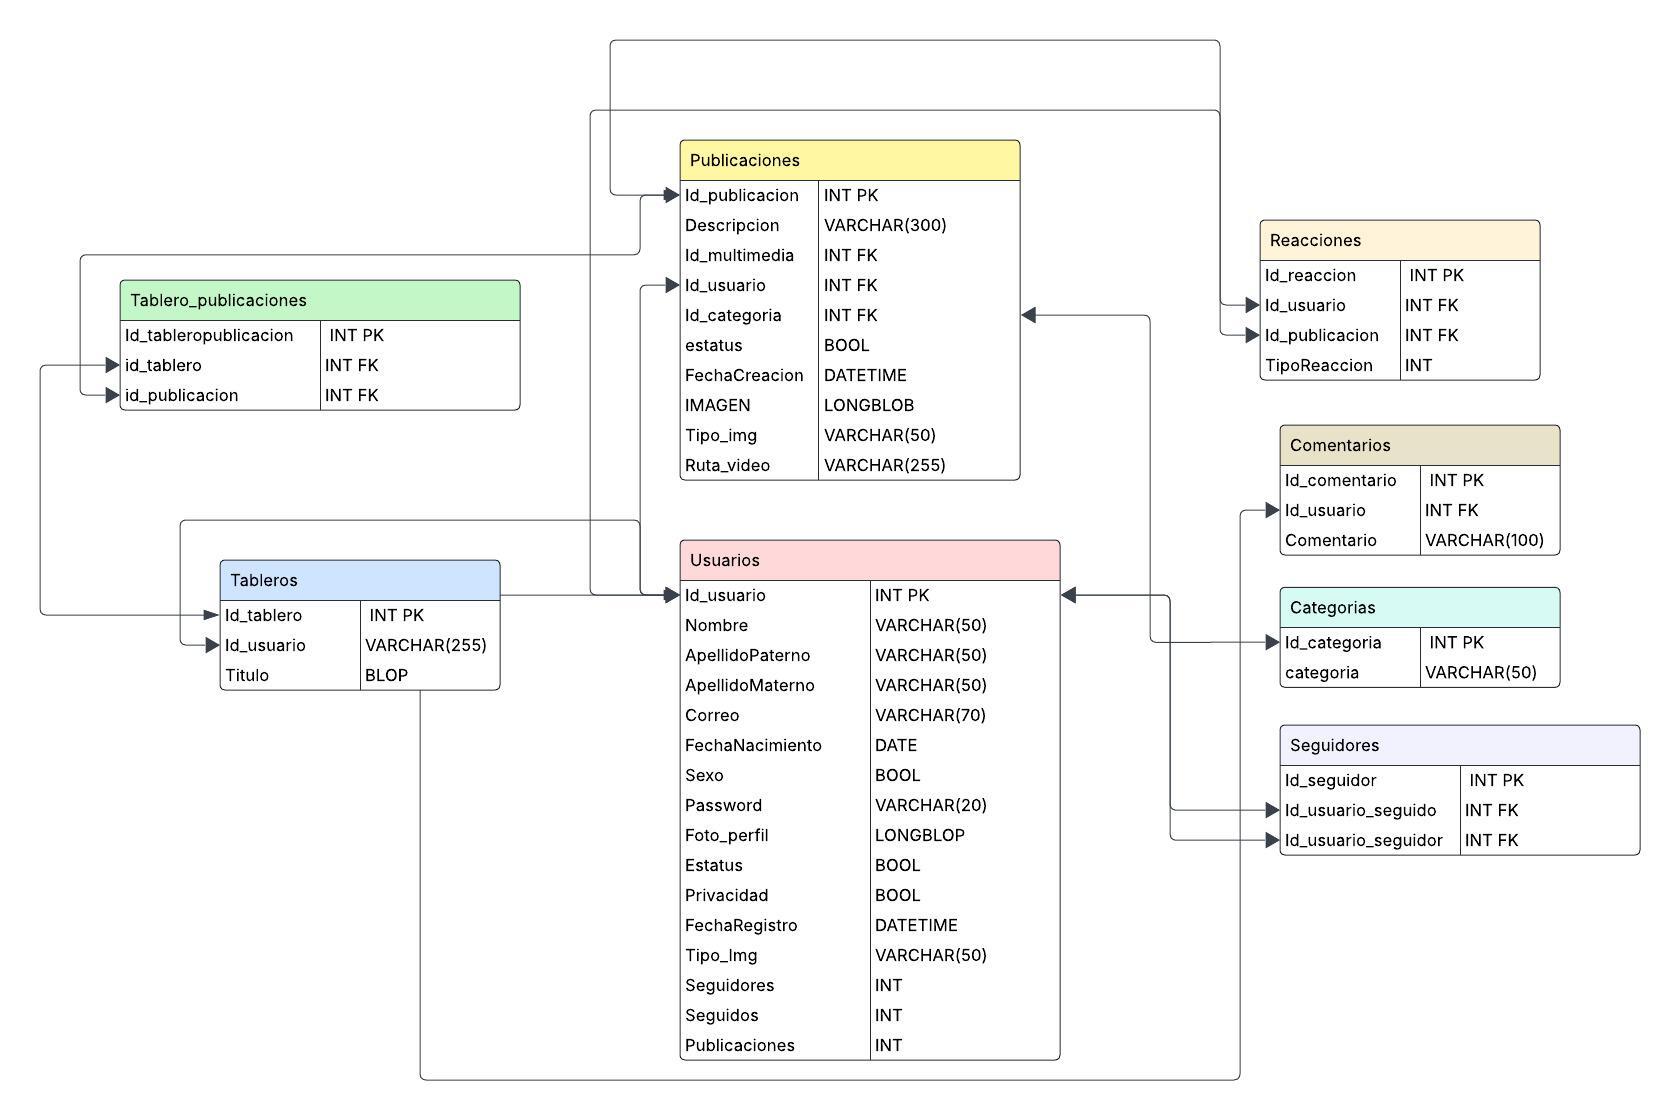 Publicaciones
Id_publicacion INT PK
Descripcion VARCHAR(300)
Id_multimedia INT FK
Id_usuario INT FK
Id_categoria INT FK
estatus BOOL
FechaCreacion DATETIME
IMAGEN LONGBLOB
Tipo_img VARCHAR(50)
Ruta_video VARCHAR(255)
Reacciones
Id_reaccion INT PK
Id_usuario INT FK
Id_publicacion INT FK
TipoReaccion INT
Tablero_publicaciones
Id_tableropublicacion INT PK
id_tablero INT FK
id_publicacion INT FK
Comentarios
Id_comentario INT PK
Id_usuario INT FK
Comentario VARCHAR(100)
Tableros
Id_tablero INT PK
Id_usuario VARCHAR(255)
Titulo BLOP
Usuarios
Id_usuario INT PK
Nombre VARCHAR(50)
ApellidoPaterno VARCHAR(50)
ApellidoMaterno VARCHAR(50)
Correo VARCHAR(70)
FechaNacimiento DATE
Sexo BOOL
Password VARCHAR(20)
Foto_perfil LONGBLOP
Estatus BOOL
Privacidad BOOL
FechaRegistro DATETIME
Tipo_Img VARCHAR(50)
Seguidores INT
Seguidos INT
Publicaciones INT
Categorias
Id_categoria INT PK
categoria VARCHAR(50)
Seguidores
Id_seguidor INT PK
Id_usuario_seguido INT FK
Id_usuario_seguidor INT FK